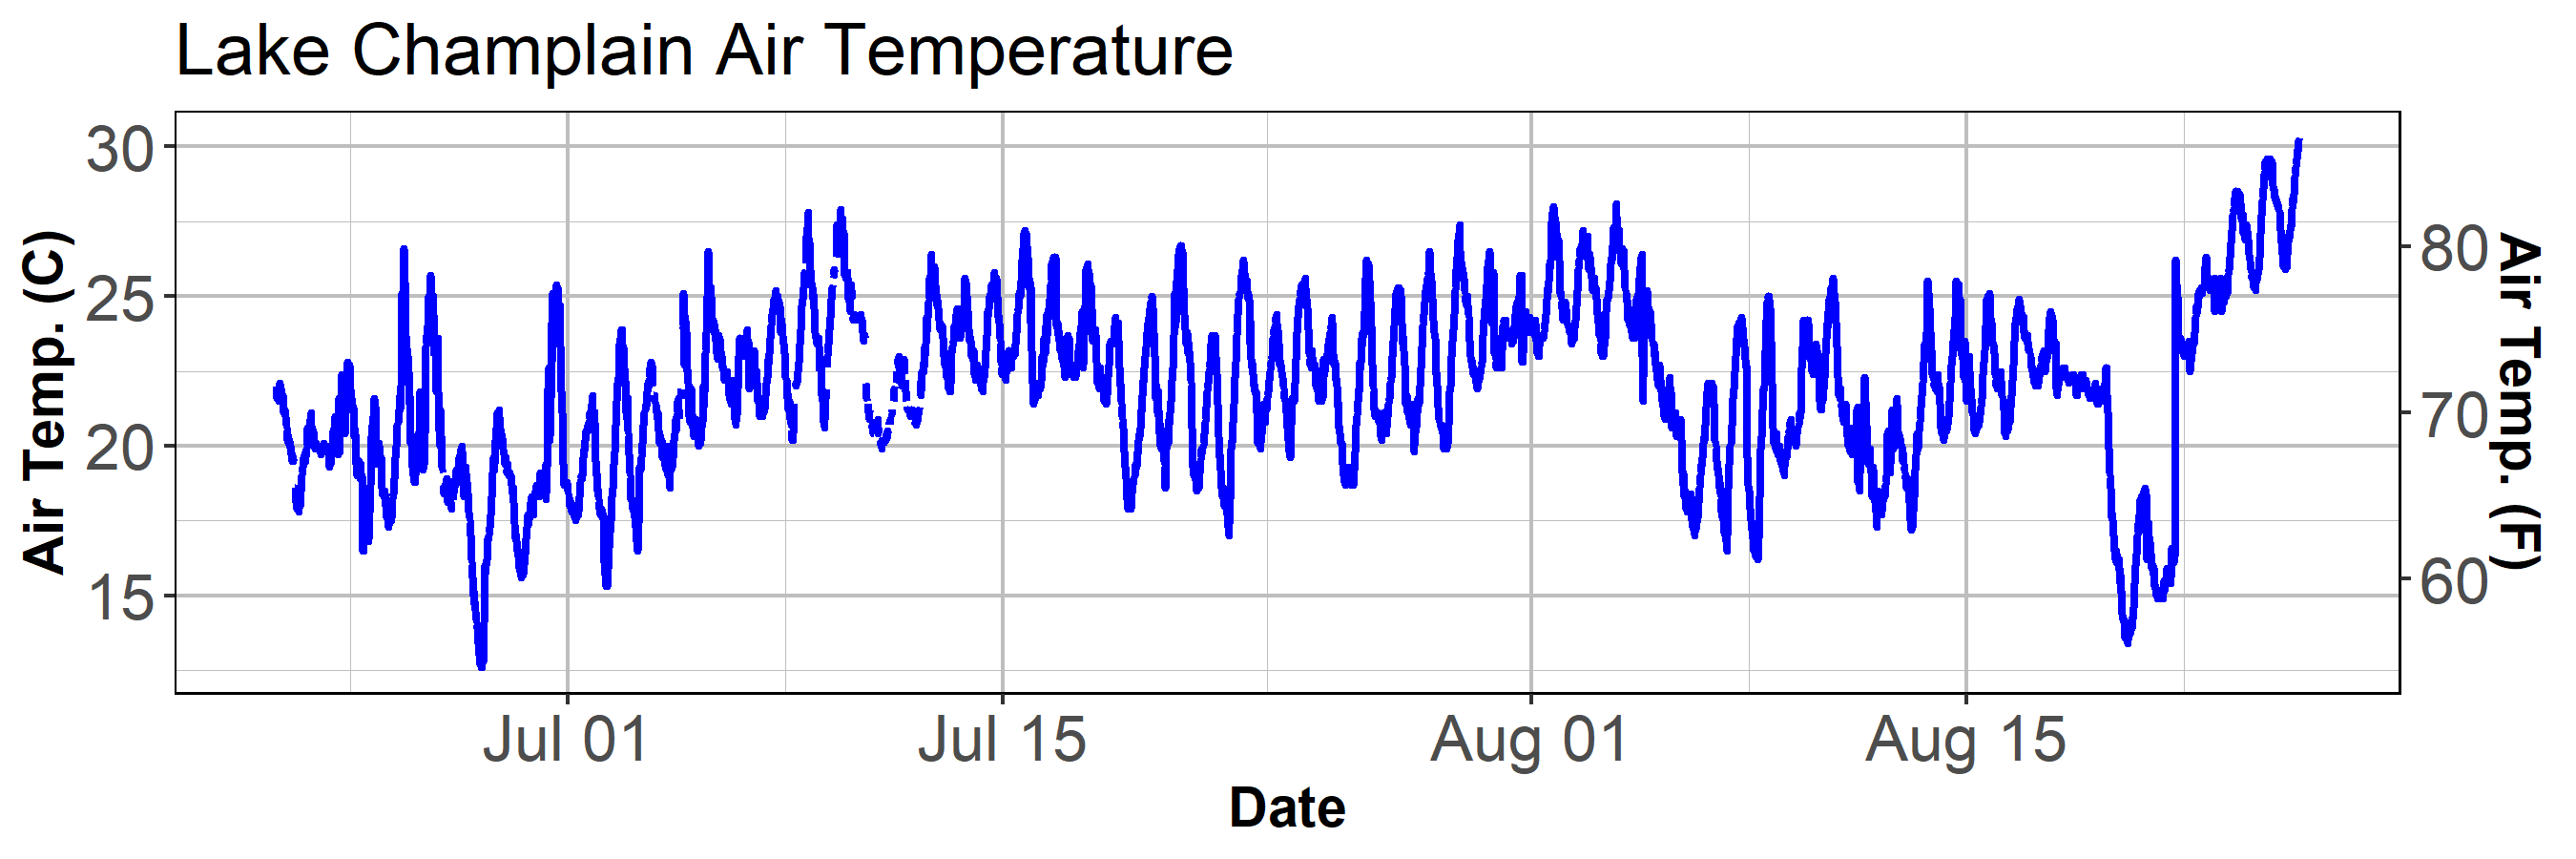 Lake Champlain Air Temperature
Air Temp. (C)
30
25
20
15
80
70
60
Air Temp. (F)
Jul 01 Jul 15 Aug 01 Aug 15
Date